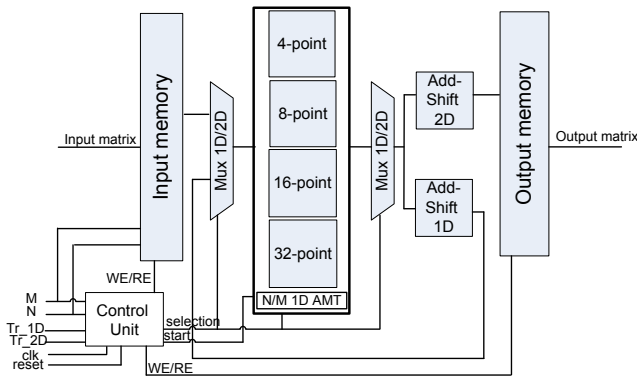 4-point
8-point
16-point
32-point
N/M 1D AMT
Input matrix
Input memory
Mux 1D/2D
Mux 1D/2D
Add-
Shift
2D
Add-
Shift
1D
Output memory
Output matrix
WE/RE
M
N
Tr_1D
Tr_2D
clk
reset
Control
Unit
selection
start
WE/RE